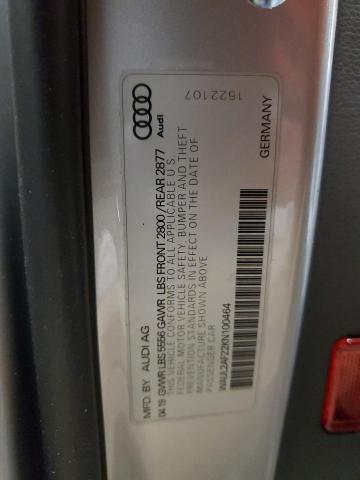 Audi
1522107
MFD. BY AUDI AG
04 19 GVWR LBS 5556 GAWR LBS FRONT 2800/REAR 2877
THIS VEHICLE CONFORMS TO ALL APPLICABLE U S
FEDERAL MOTOR VEHICLE SAFETY, BUMPER AND THEFT
PREVENTION STANDARDS IN EFFECT ON THE DATE OF
MANUFACTURE SHOWN ABOVE
PASSENGER CAR
WAUL2AF22KN100464
GERMANY